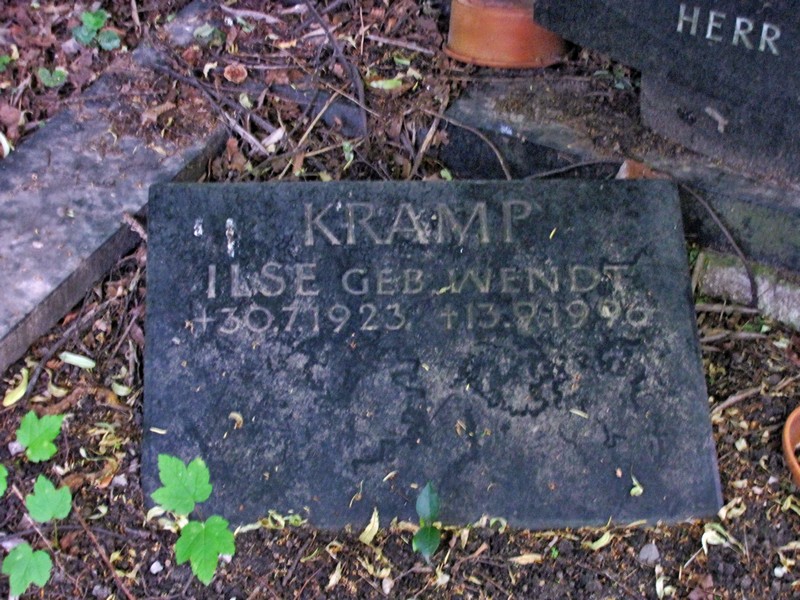 HERR
KRAMP
ILSE GEB. WENDT
+30.7.1923. +13.9.1996